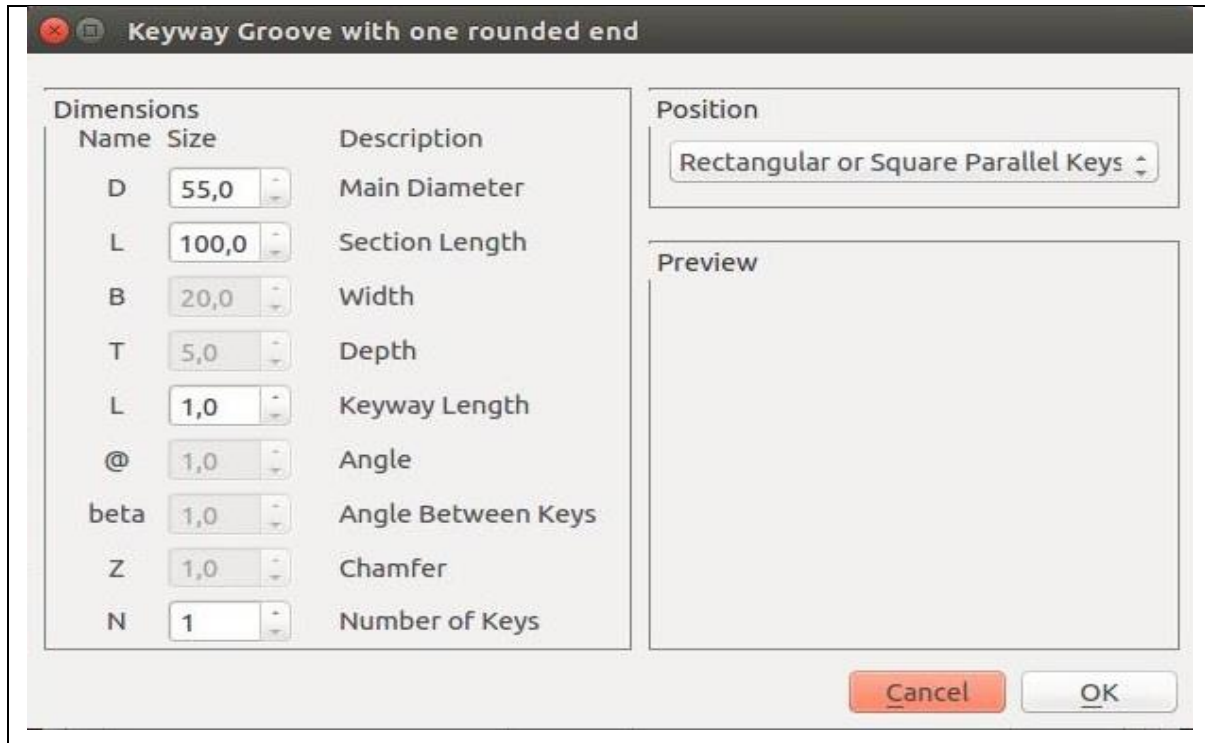 Keyway Groove with one rounded end
Dimensions
Name Size Description
D 55,0 Main Diameter
L 100,0 Section Length
B 20,0 Width
T 5,0 Depth
L 1,0 Keyway Length
@ 1,0 Angle
beta 1,0 Angle Between Keys
Z 1,0 Chamfer
N 1 Number of Keys
Position
Rectangular or Square Parallel Keys
Preview
Cancel OK